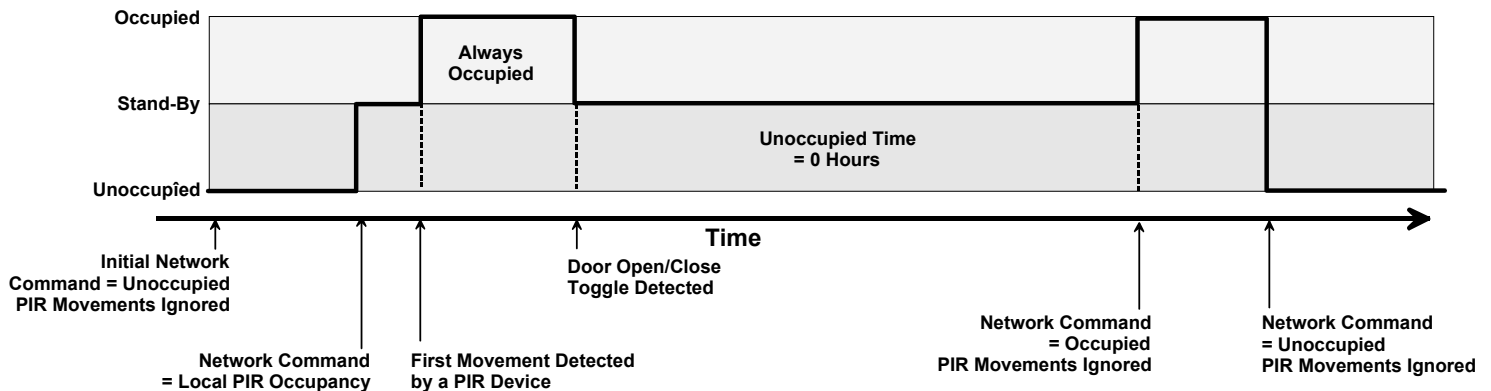 Occupied
Always
Occupied
Stand-By
Unoccupied Time
= 0 Hours
Unoccupied
Time
Initial Network
Command = Unoccupied
PIR Movements Ignored
Door Open/Close
Toggle Detected
Network Command
= Local PIR Occupancy
First Movement Detected
by a PIR Device
Network Command
= Occupied
PIR Movements Ignored
Network Command
= Unoccupied
PIR Movements Ignored